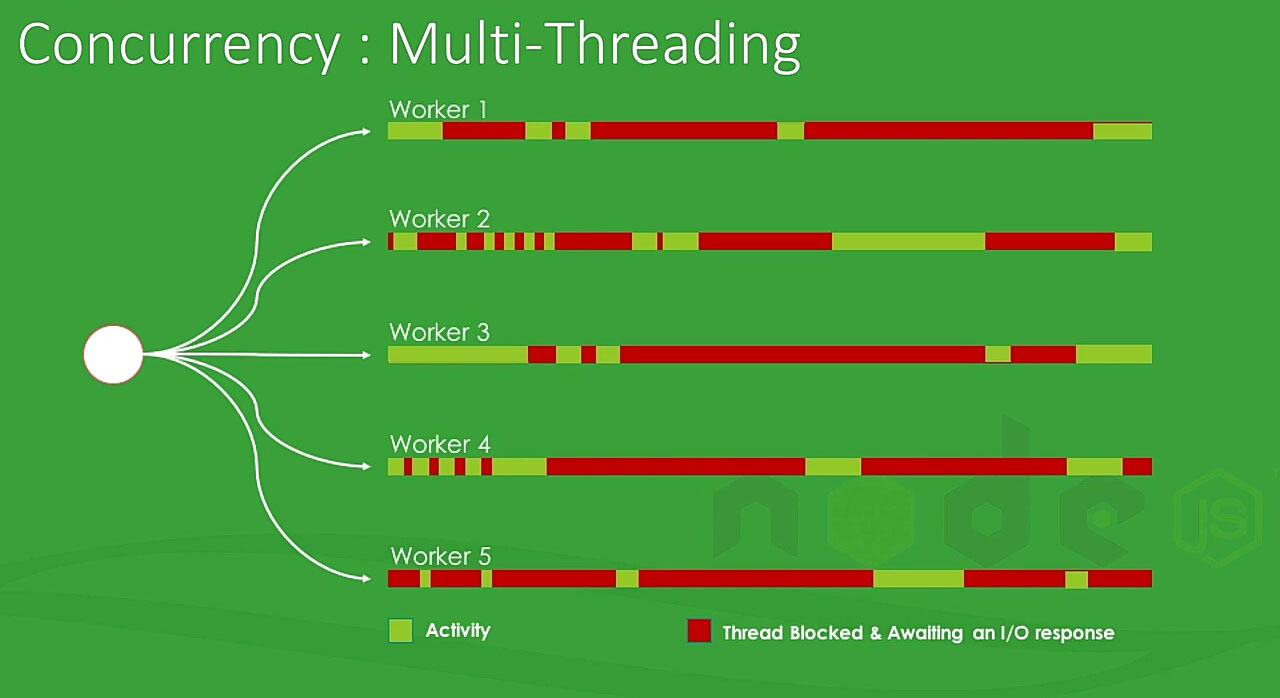 Concurrency : Multi-Threading
Worker 1
Worker 2
Worker 3
Worker 4
Worker 5
node JS
Activity
Thread Blocked & Awaiting an I/O response